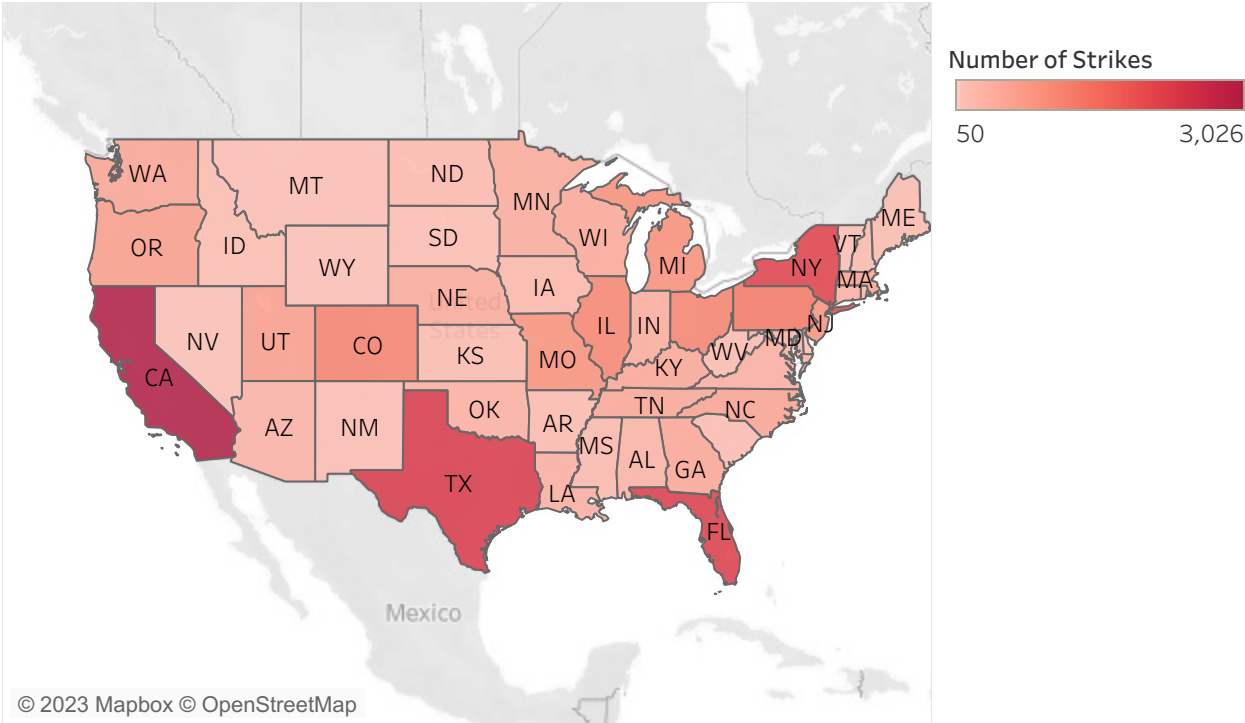 Number of Strikes
50 3,026
WA
MT
ND
MN
ME
VT
OR
ID
SD
WI
MI
NY
MA
WY
IA
NE
United
States
NV
UT
CO
KS
MO
IL
IN
NJ
MD
WV
KY
CA
AZ
NM
OK
AR
TN
NC
MS
AL
GA
TX
LA
FL
Mexico
© 2023 Mapbox © OpenStreetMap